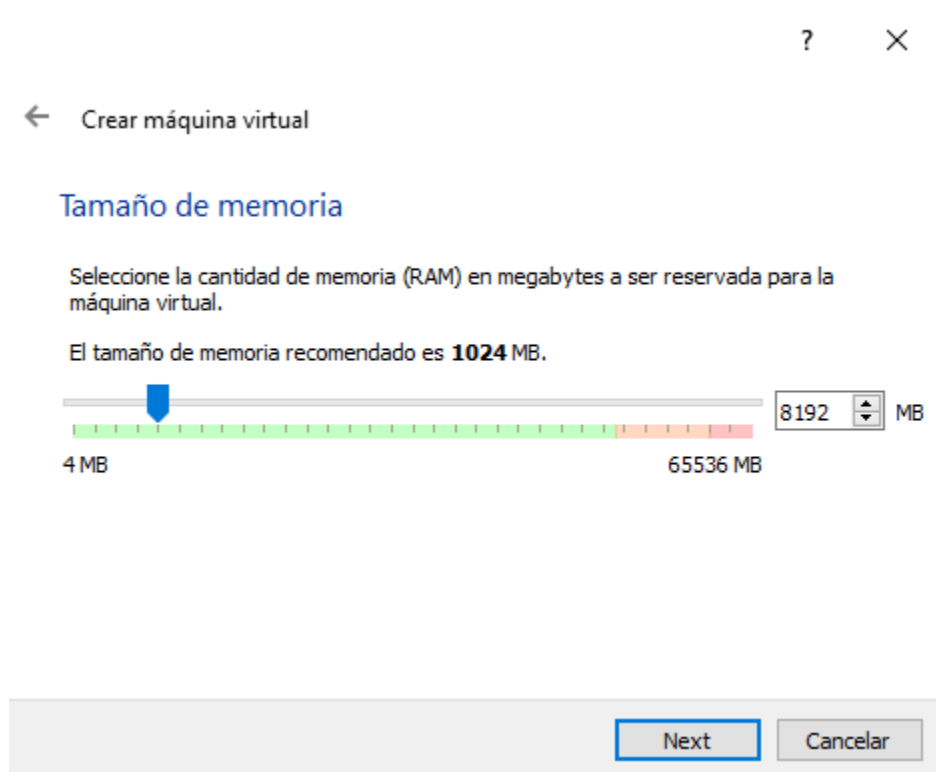 ?
Crear máquina virtual
Tamaño de memoria
Seleccione la cantidad de memoria (RAM) en megabytes a ser reservada para la
máquina virtual.
El tamaño de memoria recomendado es 1024 MB.
8192 MB
4 MB 65536 MB
Next Cancelar